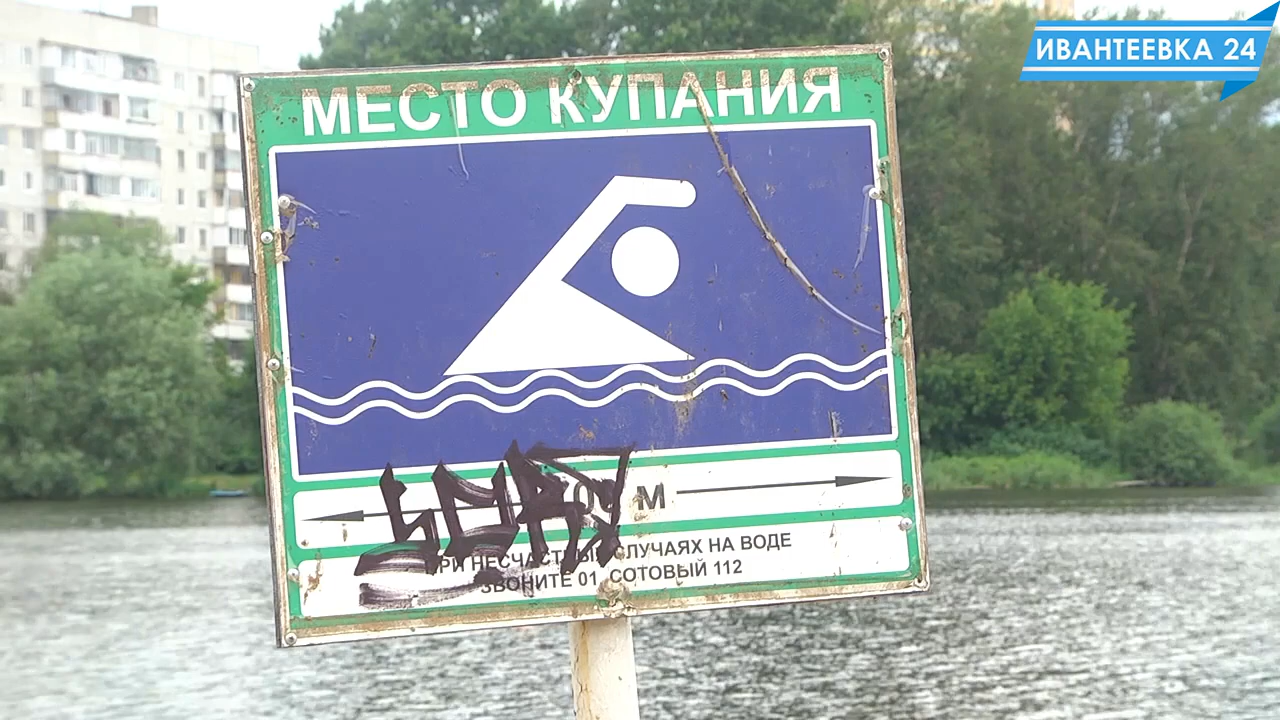 ИВАНТЕЕВКА 24
МЕСТО КУПАНИЯ
М
ПРИ НЕСЧАСТНЫХ СЛУЧАЯХ НА ВОДЕ
ЗВОНИТЕ 01, СОТОВЫЙ 112